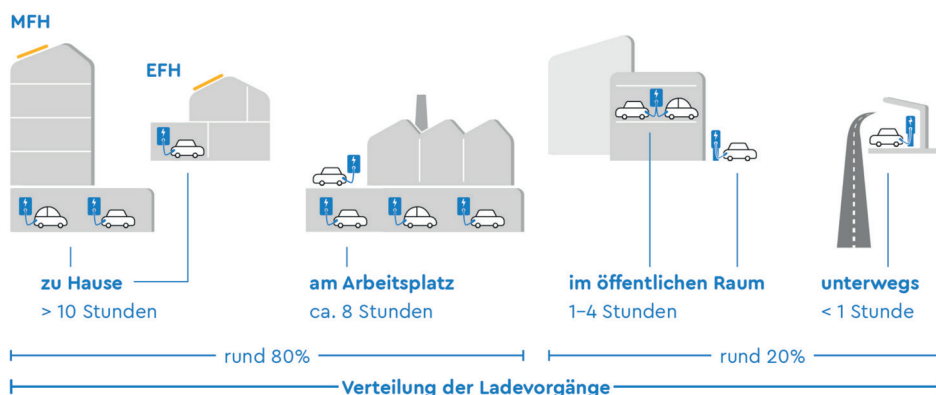 MFH
EFH
zu Hause
> 10 Stunden
am Arbeitsplatz
ca. 8 Stunden
im öffentlichen Raum
1–4 Stunden
unterwegs
< 1 Stunde
rund 80%
rund 20%
Verteilung der Ladevorgänge